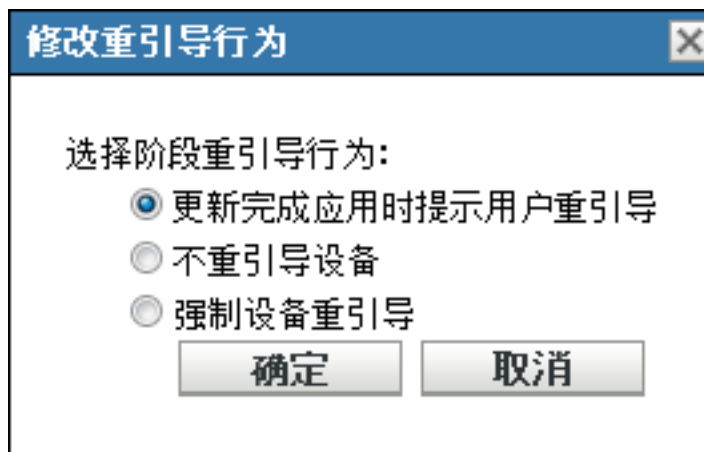 修改重引导行为
选择阶段重引导行为:
更新完成应用时提示用户重引导
不重引导设备
强制设备重引导
确定 取消